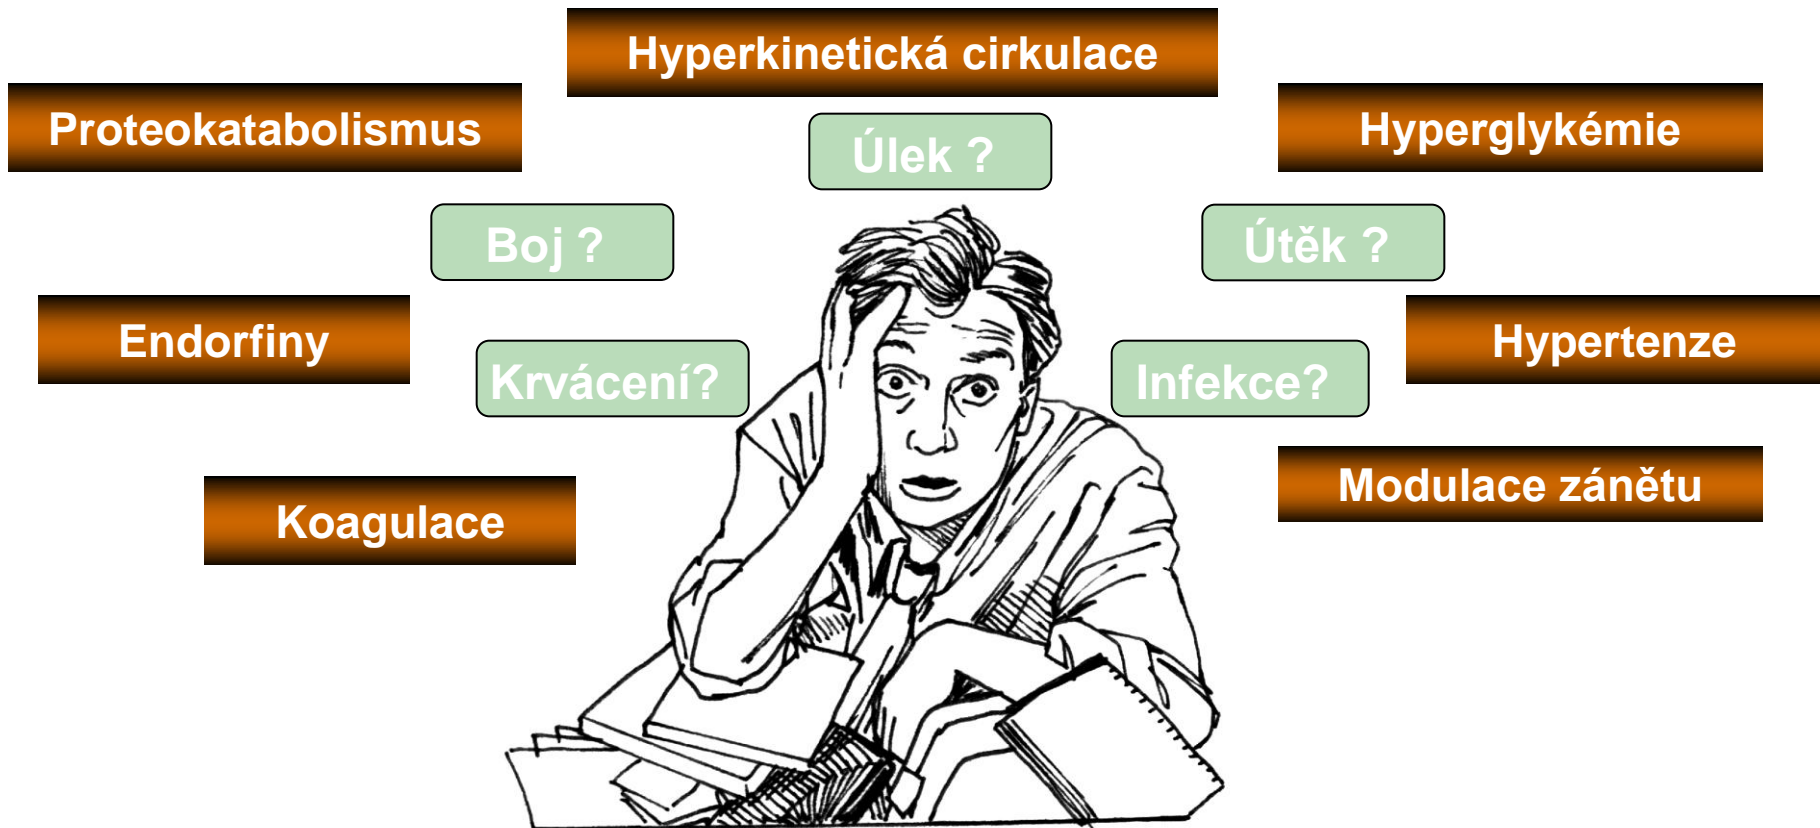 Hyperkinetická cirkulace
Proteokatabolismus
Hyperglykémie
Úlek ?
Boj ?
Útěk ?
Endorfiny
Hypertenze
Krvácení?
Infekce?
Modulace zánětu
Koagulace